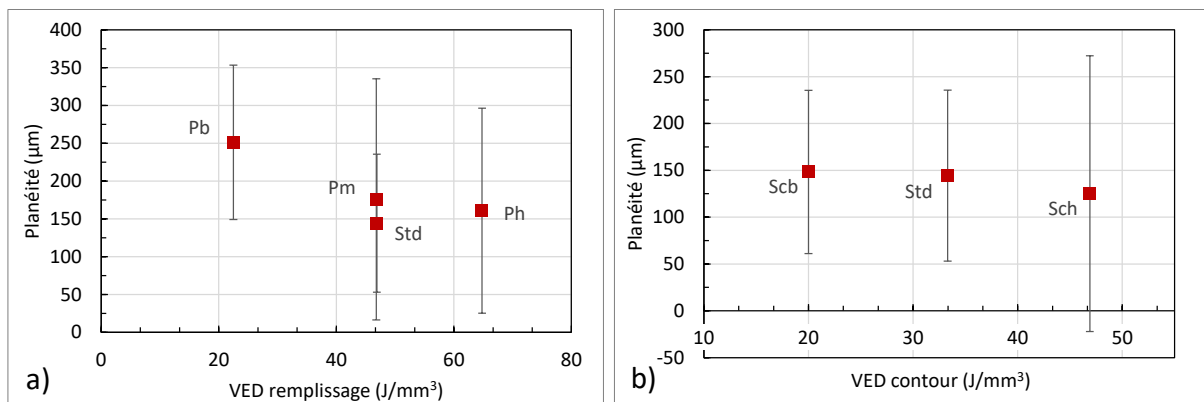 400
350
300
250
200
150
100
50
0
Planéité (µm)
Pb
Pm
Std
Ph
0 20 40 60 80
VED remplissage (J/mm³)
a)
300
250
200
150
100
50
0
-50
Planéité (µm)
Scb
Std
Sch
10 20 30 40 50
VED contour (J/mm³)
b)